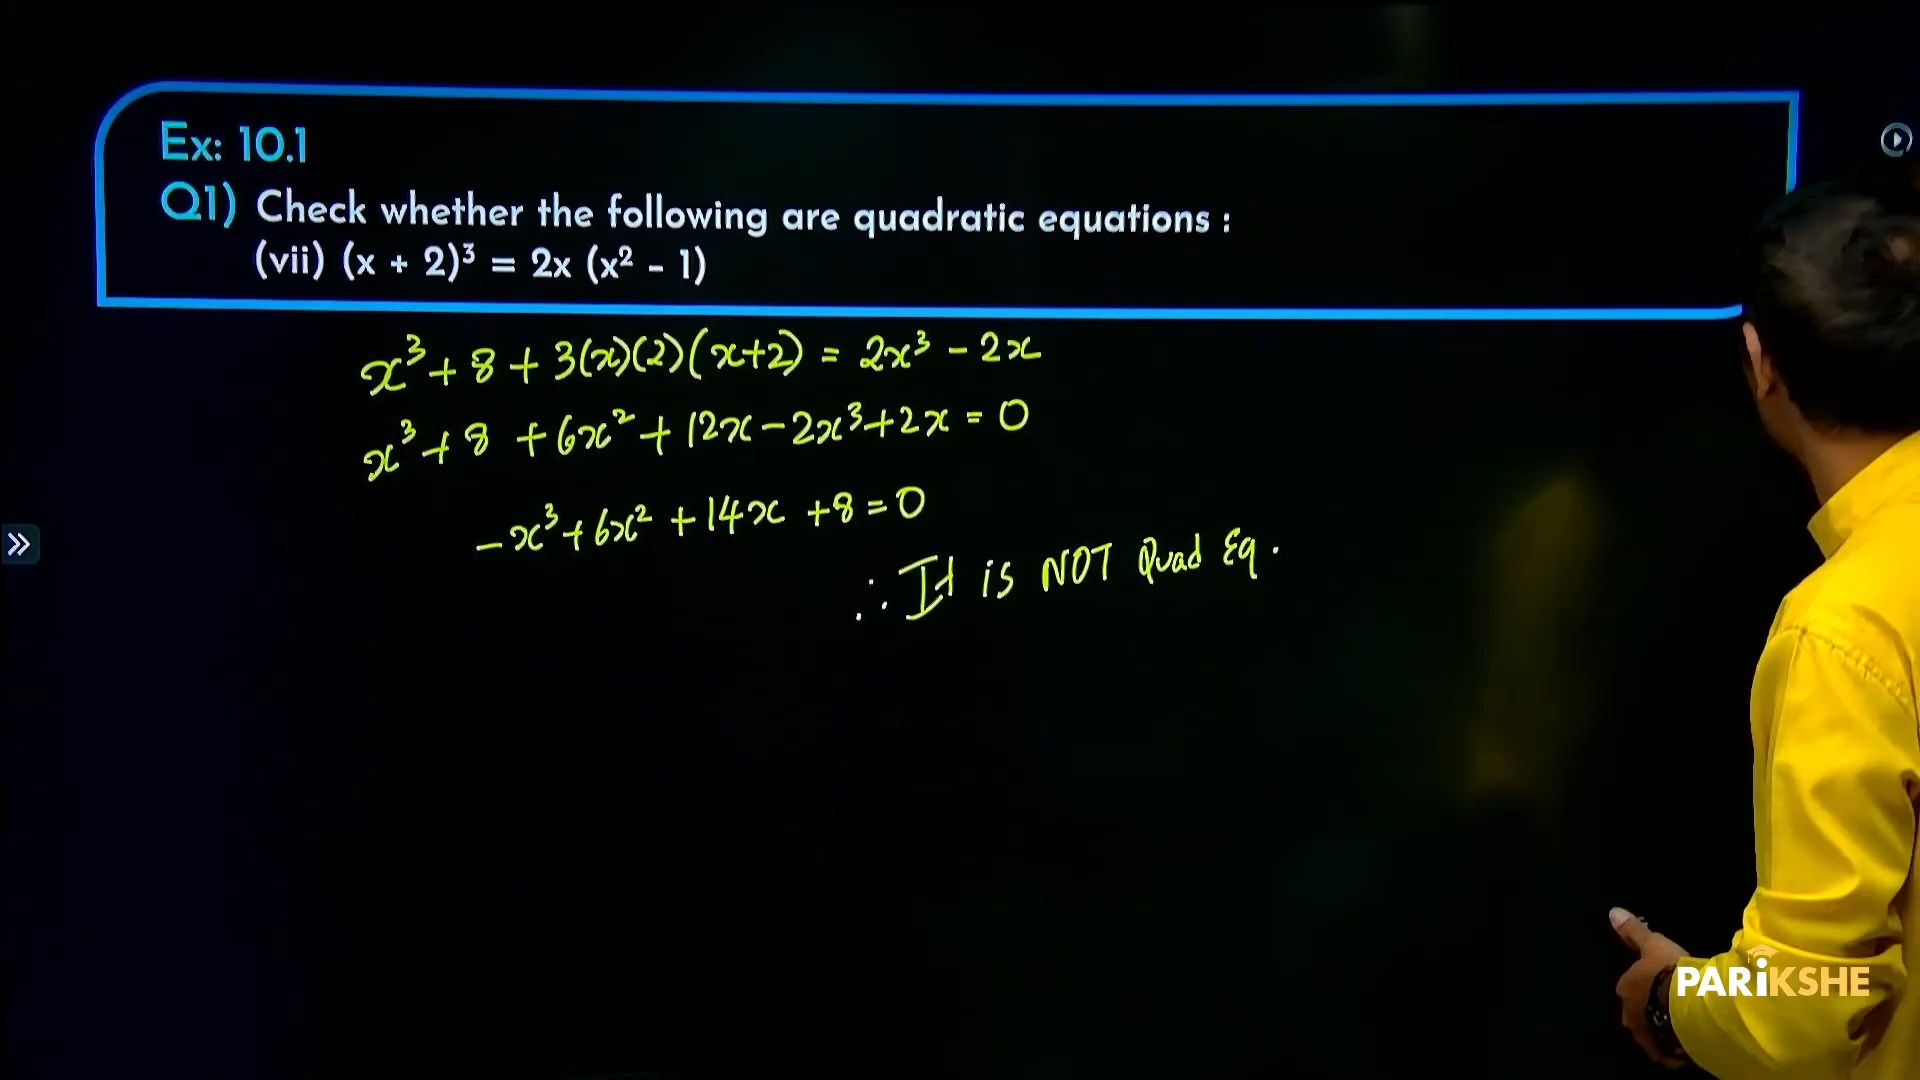 Ex: 10.1
Q1) Check whether the following are quadratic equations :
(vii) (x + 2)³ = 2x (x² - 1)
x³ + 8 + 3(x)(2)(x+2) = 2x³ - 2x
x³ + 8 + 6x² + 12x - 2x³ + 2x = 0
- x³ + 6x² + 14x + 8 = 0
∴ It is NOT Quad Eq.
PARiKSHE